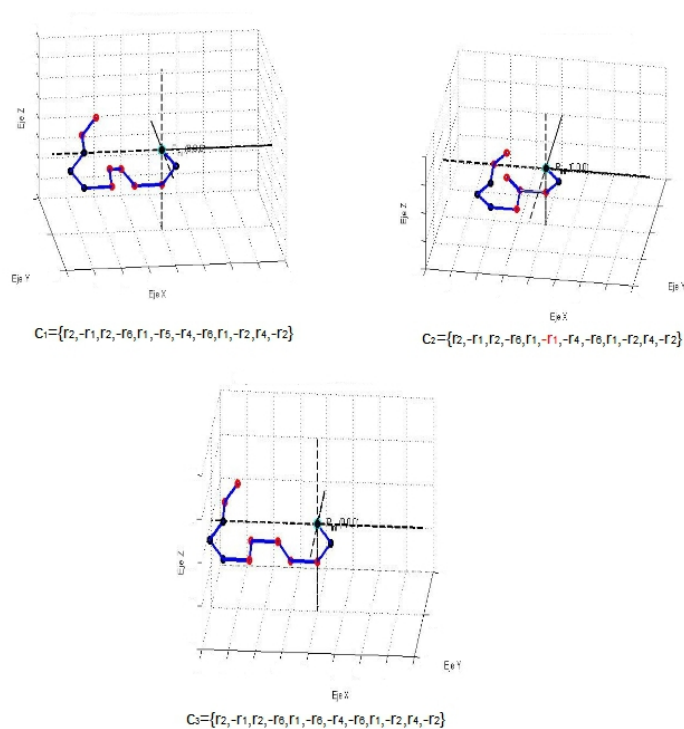 Eje Z
Eje Y
Eje X
C₁={r₂,-r₁,r₂,-r₆,r₁,-r₅,-r₄,-r₆,r₁,-r₂,r₄,-r₂}
Eje Z
Eje Y
Eje X
C₂={r₂,-r₁,r₂,-r₆,r₁,-r₁,-r₄,-r₆,r₁,-r₂,r₄,-r₂}
Eje Z
Eje Y
Eje X
C₃={r₂,-r₁,r₂,-r₆,r₁,-r₆,-r₄,-r₆,r₁,-r₂,r₄,-r₂}